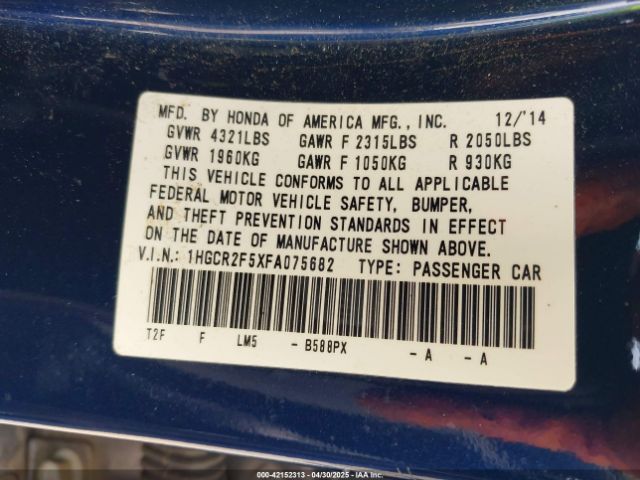 MFD. BY HONDA OF AMERICA MFG., INC. 12/'14
GVWR 4321LBS GAWR F 2315LBS R 2050LBS
GVWR 1960KG GAWR F 1050KG R 930KG
THIS VEHICLE CONFORMS TO ALL APPLICABLE
FEDERAL MOTOR VEHICLE SAFETY, BUMPER,
AND THEFT PREVENTION STANDARDS IN EFFECT
ON THE DATE OF MANUFACTURE SHOWN ABOVE.
V.I.N.: 1HGCR2F5XFA075682 TYPE: PASSENGER CAR
T2F F LM5 - B588PX - A - A
000-42152313 - 04/30/2025 - IAA Inc.